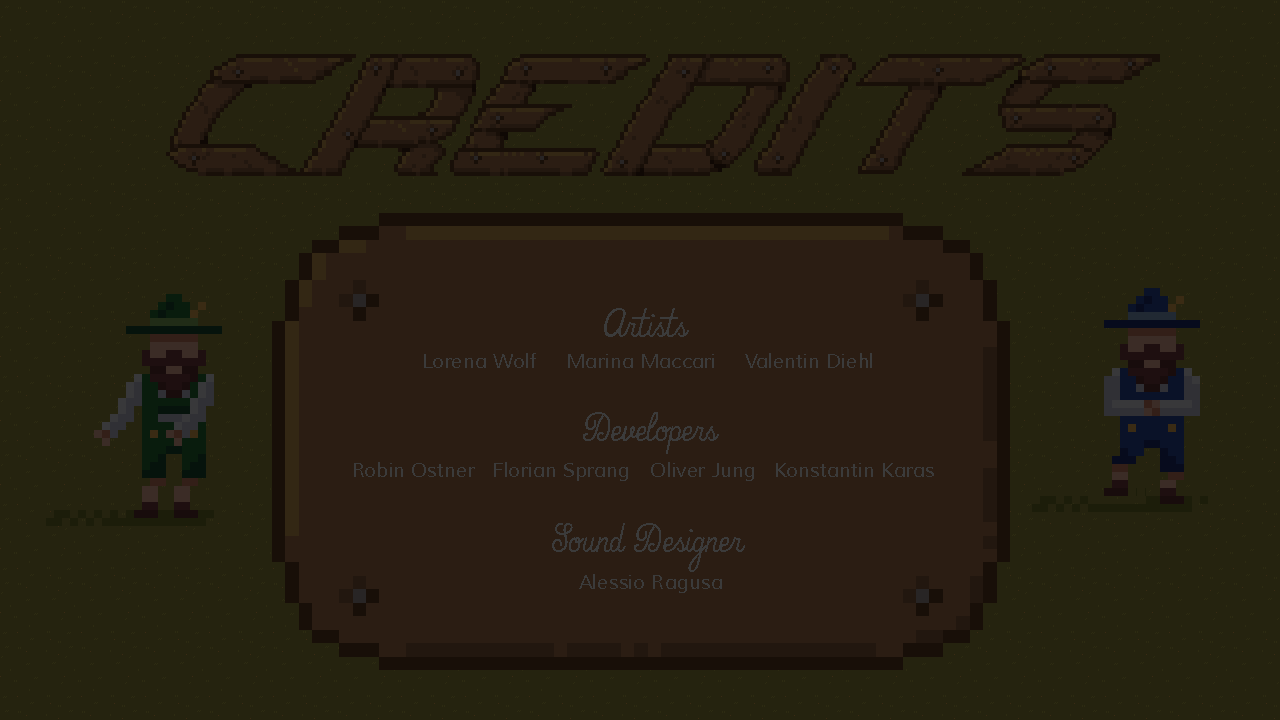 CREDITS
Artists
Lorena Wolf Marina Maccari Valentin Diehl
Developers
Robin Ostner Florian Sprang Oliver Jung Konstantin Karas
Sound Designer
Alessio Ragusa